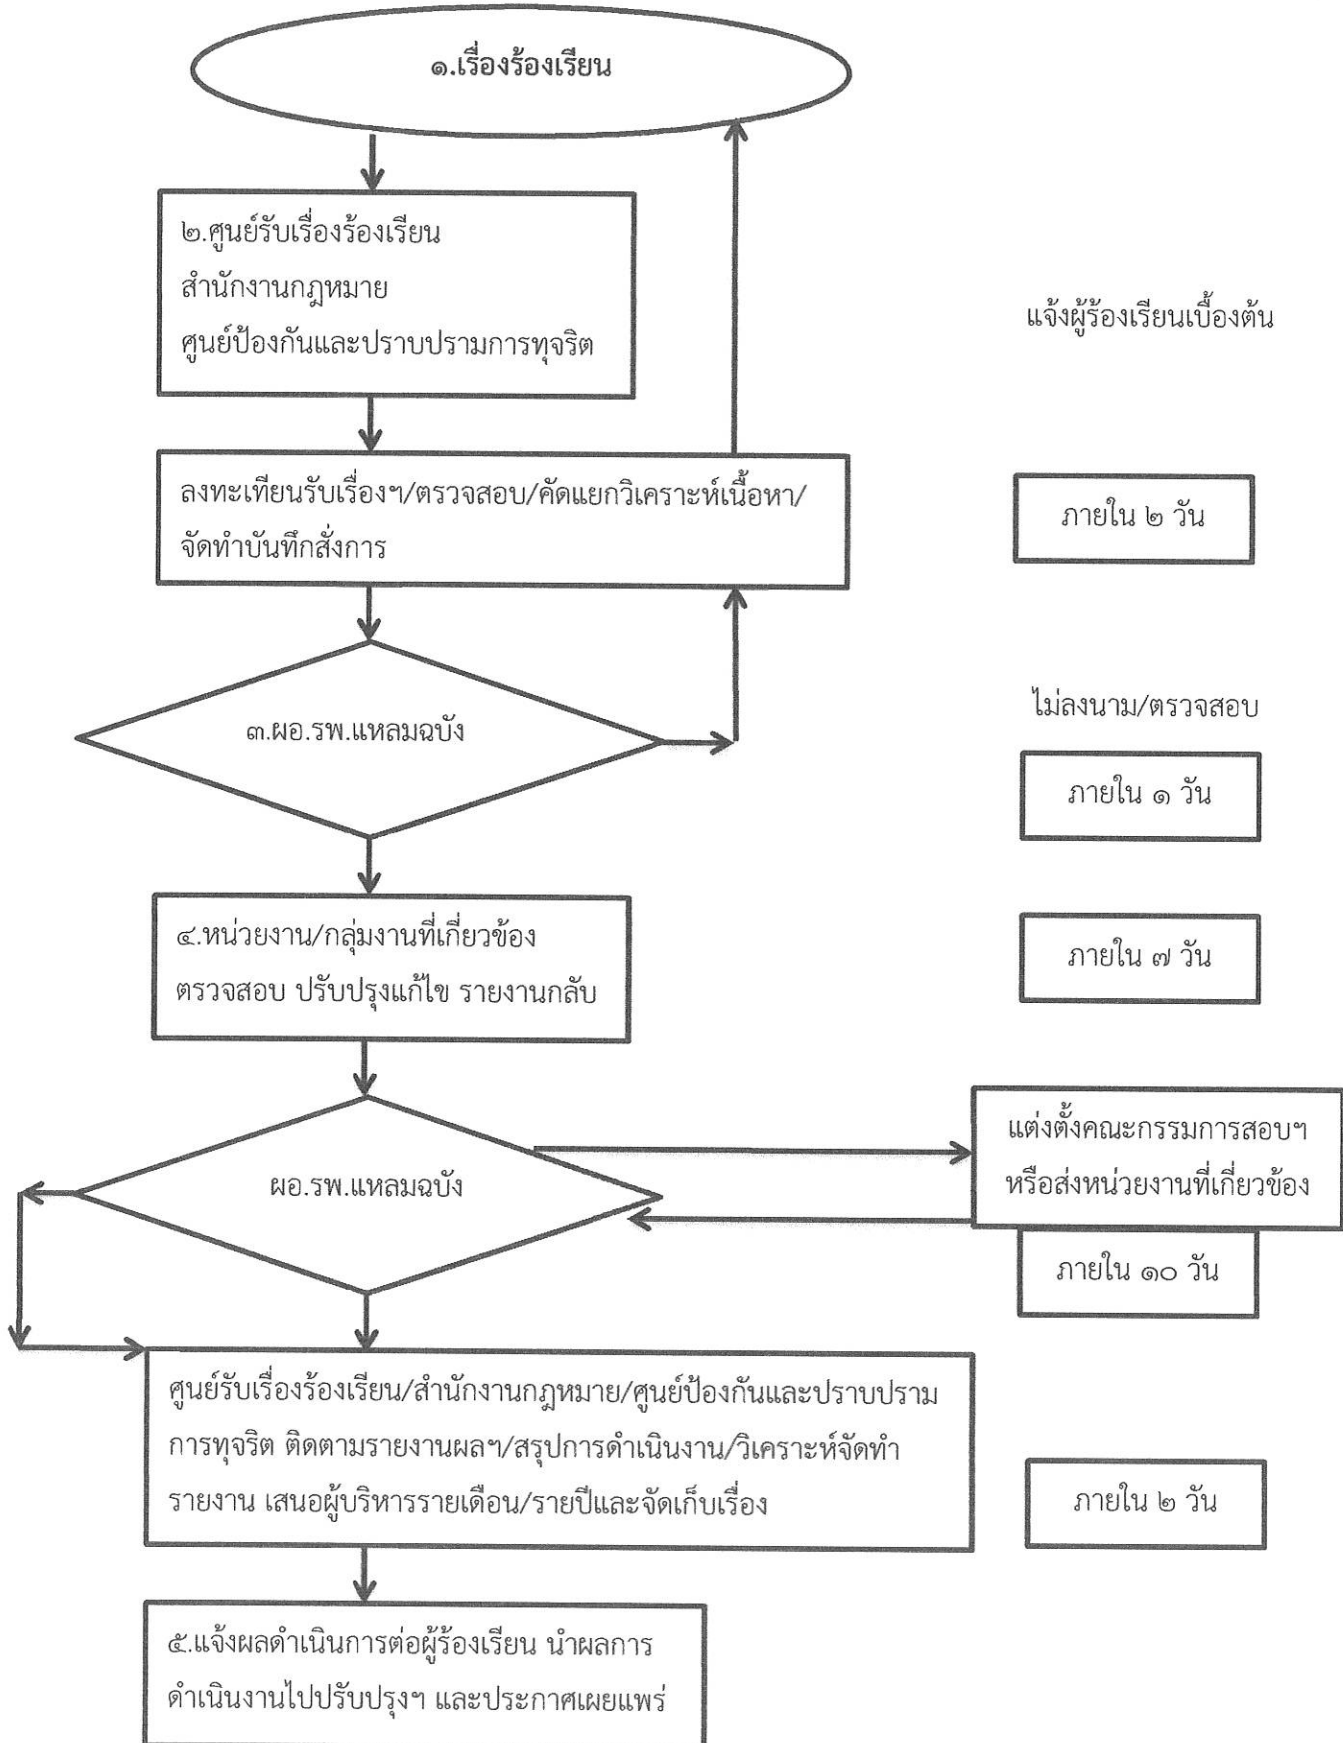 ๑.เรื่องร้องเรียน
๒.ศูนย์รับเรื่องร้องเรียน
สำนักงานกฎหมาย
ศูนย์ป้องกันและปราบปรามการทุจริต
แจ้งผู้ร้องเรียนเบื้องต้น
ลงทะเทียนรับเรื่องฯ/ตรวจสอบ/คัดแยกวิเคราะห์เนื้อหา/
จัดทำบันทึกสั่งการ
ภายใน ๒ วัน
๓.ผอ.รพ.แหลมฉบัง
ไม่ลงนาม/ตรวจสอบ
ภายใน ๑ วัน
๔.หน่วยงาน/กลุ่มงานที่เกี่ยวข้อง
ตรวจสอบ ปรับปรุงแก้ไข รายงานกลับ
ภายใน ๗ วัน
ผอ.รพ.แหลมฉบัง
แต่งตั้งคณะกรรมการสอบฯ
หรือส่งหน่วยงานที่เกี่ยวข้อง
ภายใน ๑๐ วัน
ศูนย์รับเรื่องร้องเรียน/สำนักงานกฎหมาย/ศูนย์ป้องกันและปราบปราม
การทุจริต ติดตามรายงานผลฯ/สรุปการดำเนินงาน/วิเคราะห์จัดทำ
รายงาน เสนอผู้บริหารรายเดือน/รายปีและจัดเก็บเรื่อง
ภายใน ๒ วัน
๕.แจ้งผลดำเนินการต่อผู้ร้องเรียน นำผลการ
ดำเนินงานไปปรับปรุงฯ และประกาศเผยแพร่